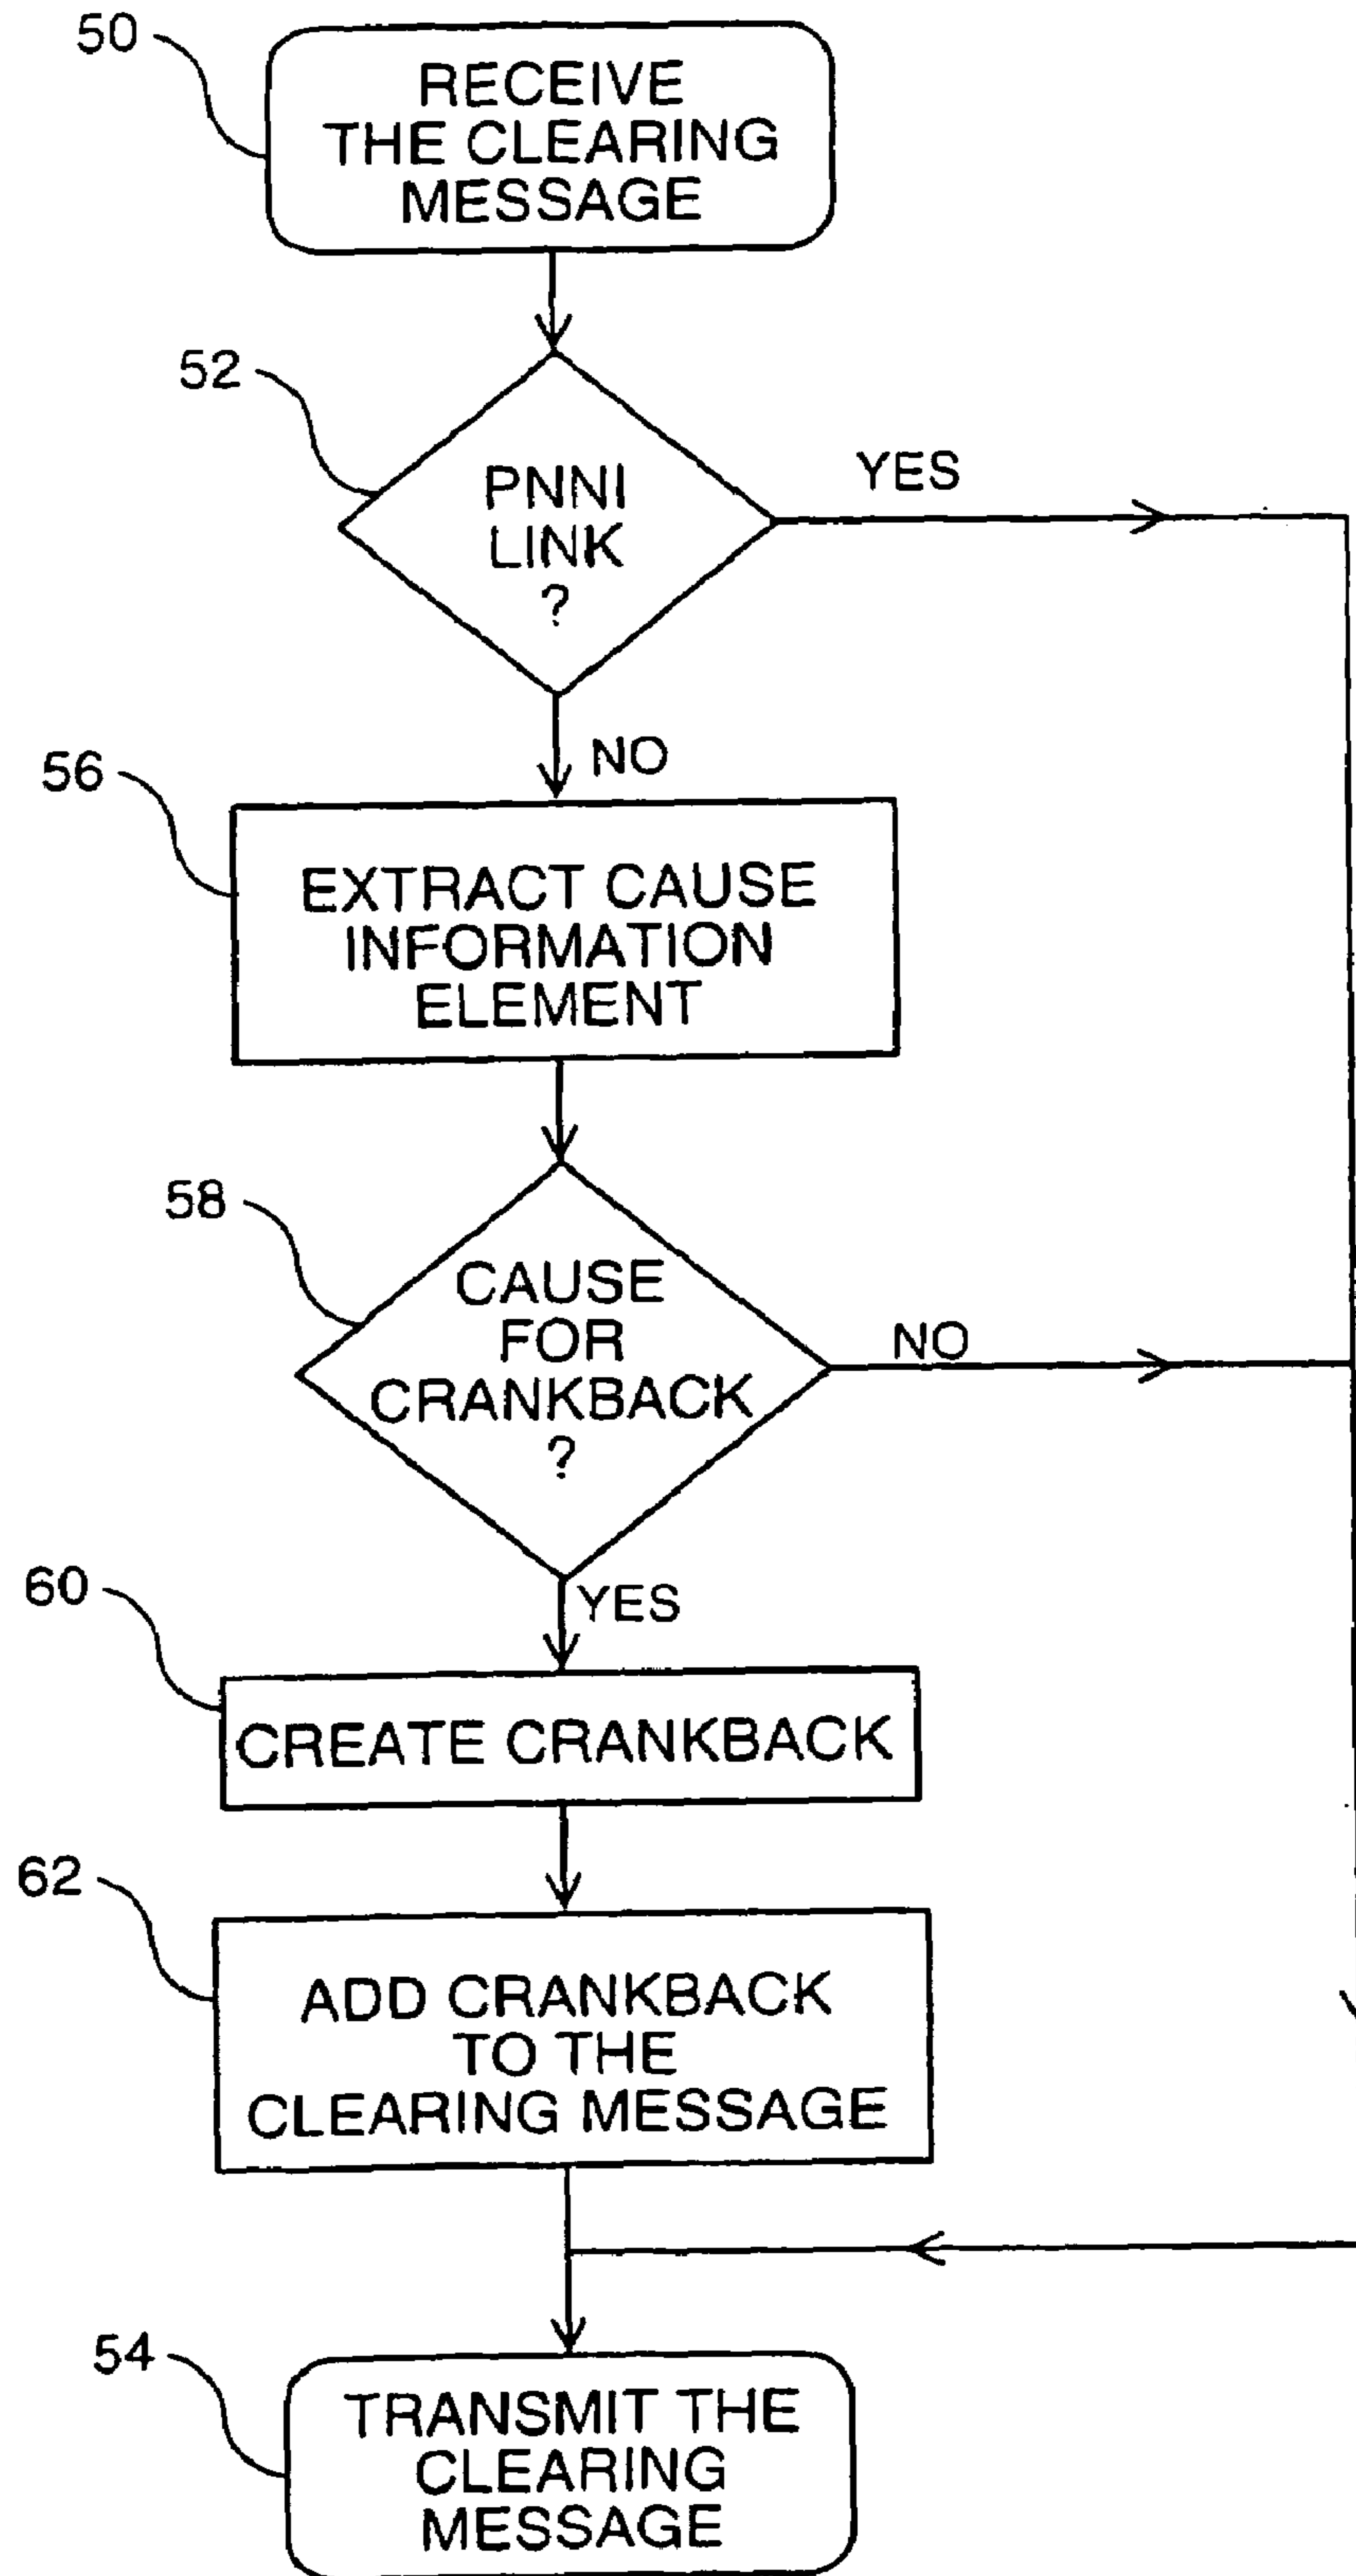 50
RECEIVE
THE CLEARING
MESSAGE
52
PNNI
LINK
?
YES
NO
56
EXTRACT CAUSE
INFORMATION
ELEMENT
58
CAUSE
FOR
CRANKBACK
?
NO
YES
60
CREATE CRANKBACK
62
ADD CRANKBACK
TO THE
CLEARING MESSAGE
54
TRANSMIT THE
CLEARING
MESSAGE